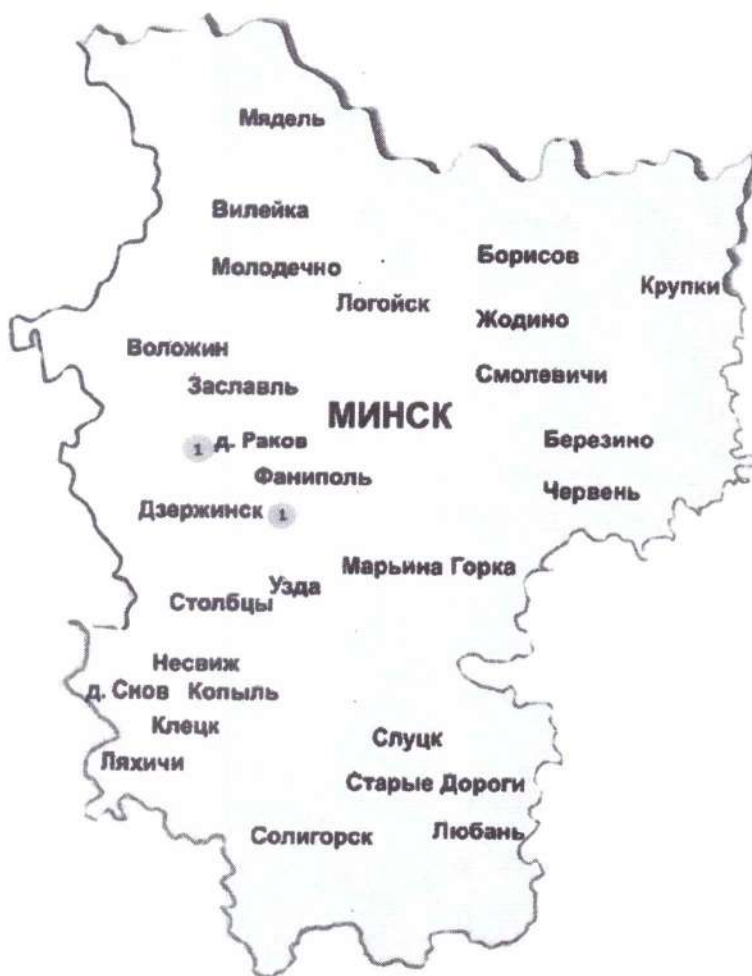 Мядель
Вилейка
Борисов
Молодечно
Крупки
Логойск
Жодино
Воложин
Смолевичи
Заславль
МИНСК
1 д. Раков
Березино
Фаниполь
Червень
Дзержинск 1
Марьина Горка
Узда
Столбцы
Несвиж
д. Снов Копыль
Клецк
Слуцк
Ляхичи
Старые Дороги
Солигорск
Любань